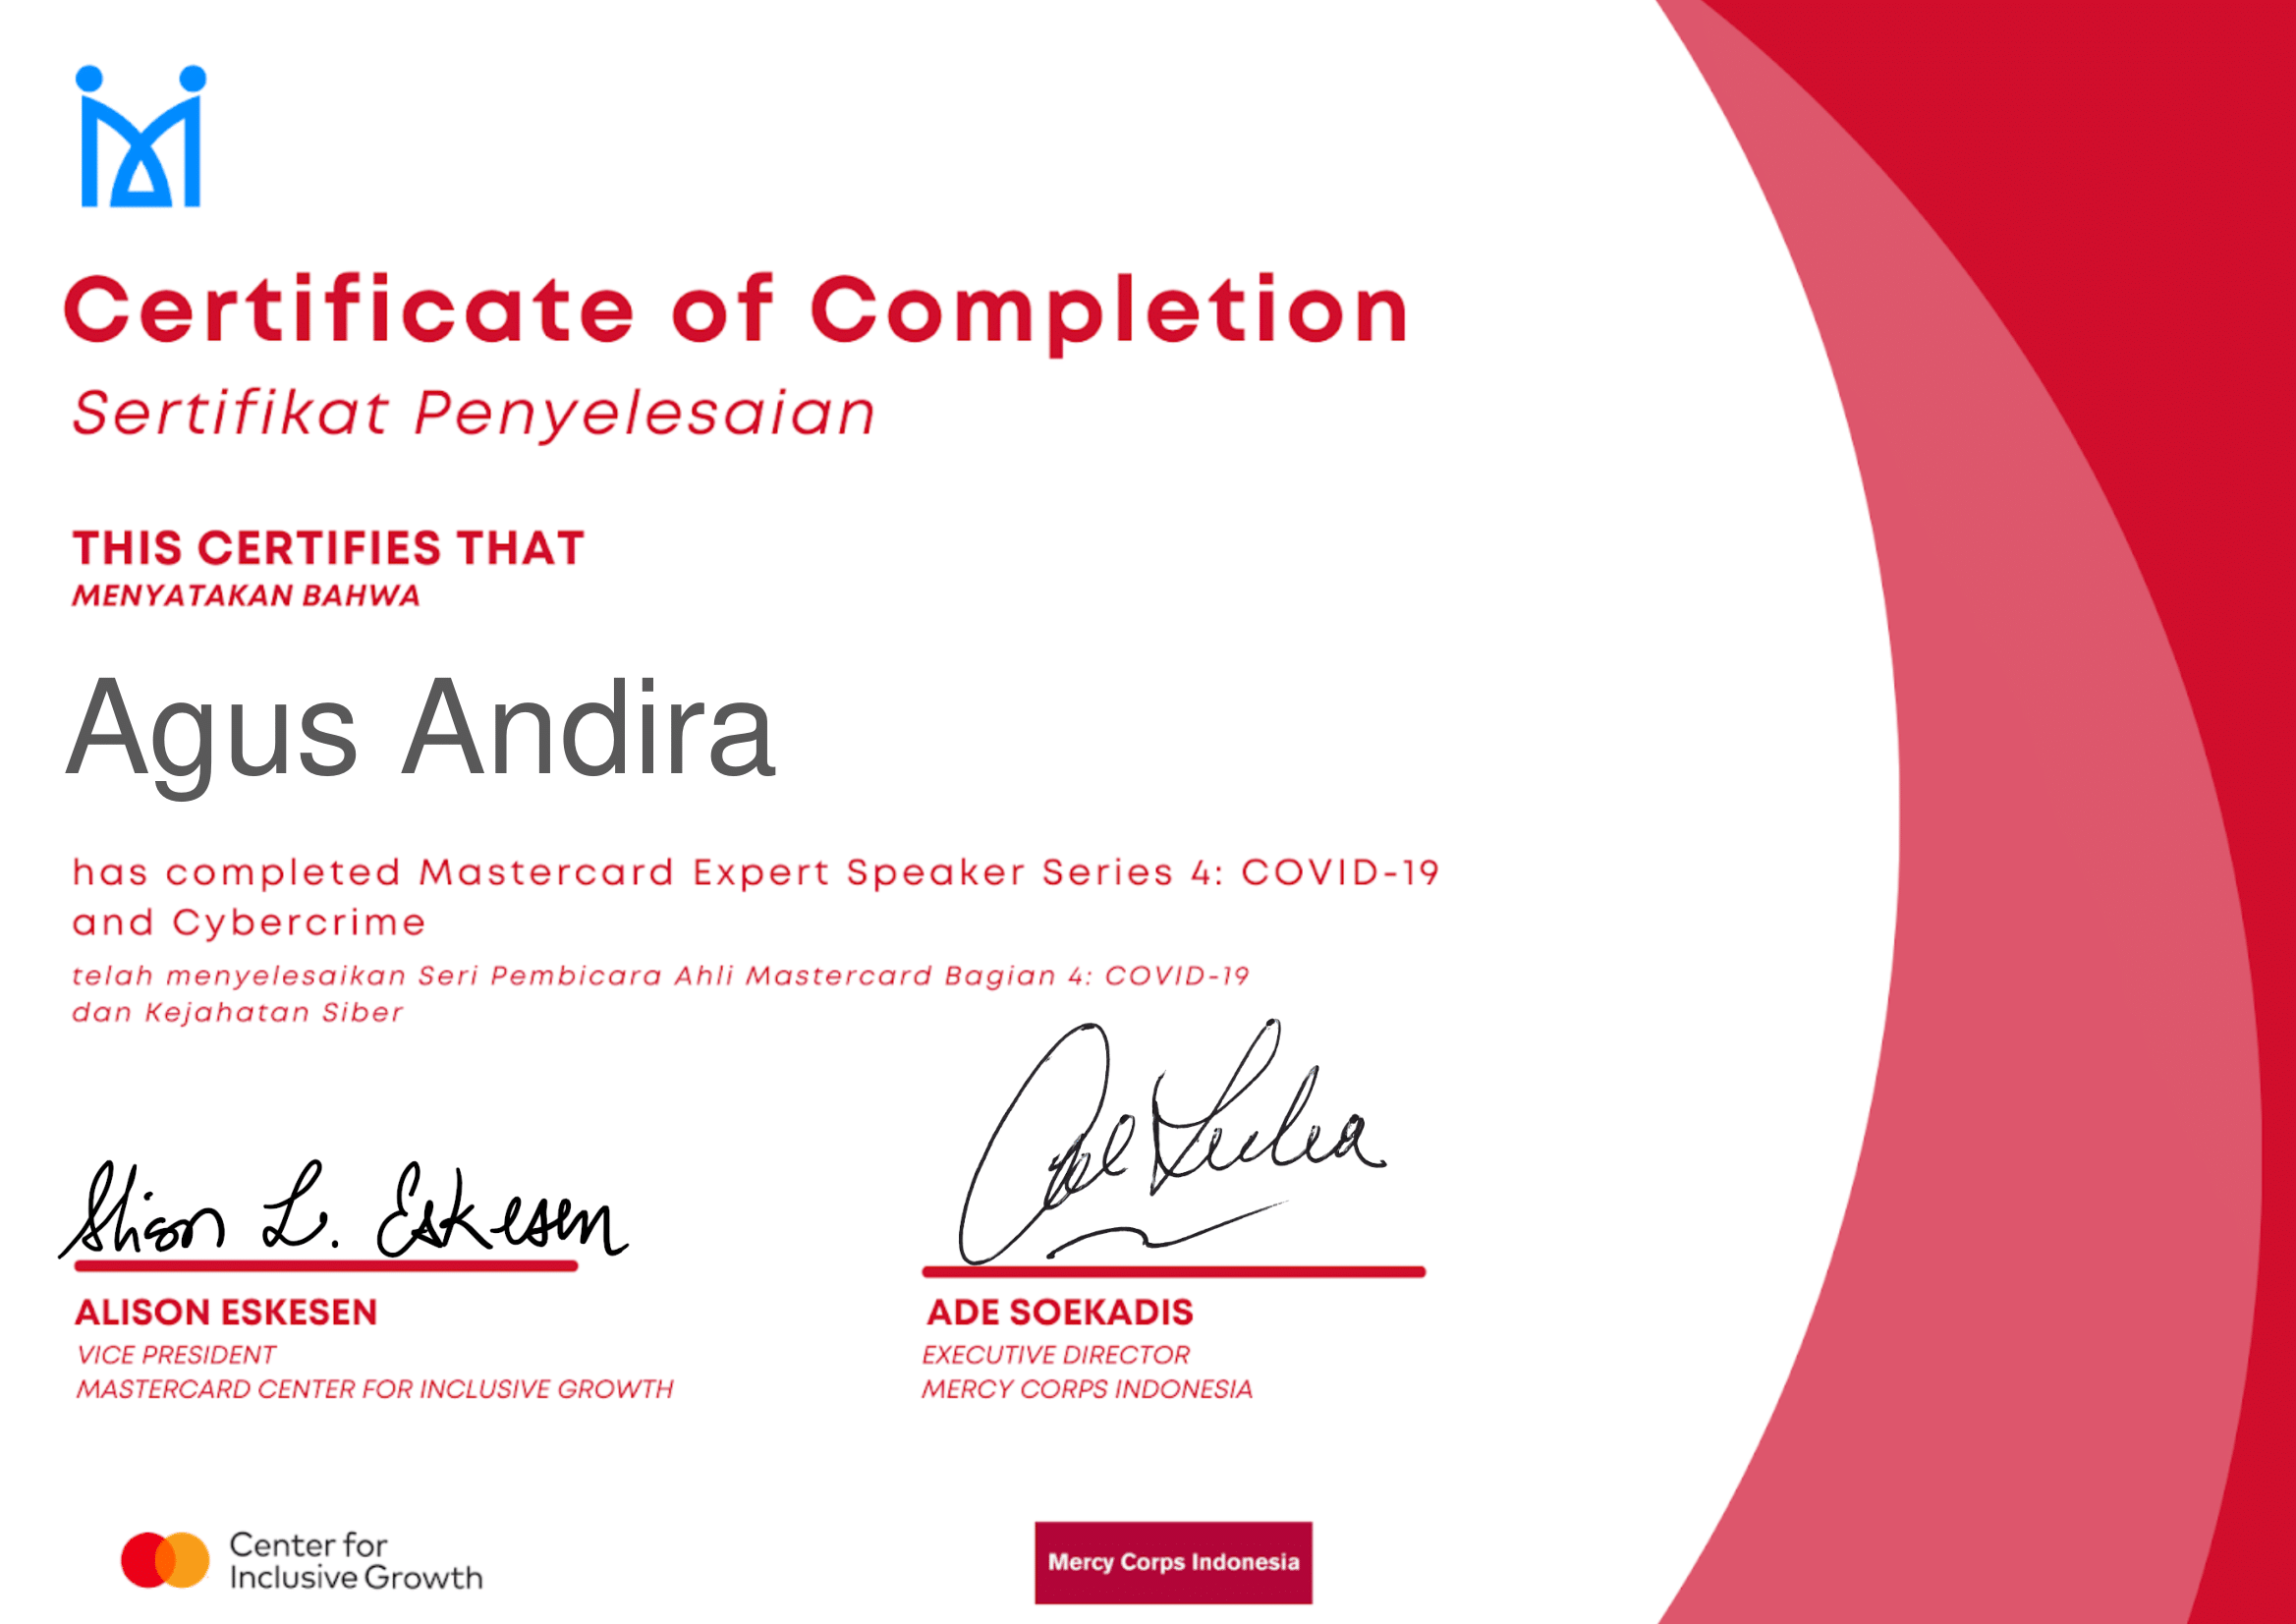 Certificate of Completion
Sertifikat Penyelesaian
THIS CERTIFIES THAT
MENYATAKAN BAHWA
Agus Andira
has completed Mastercard Expert Speaker Series 4: COVID-19
and Cybercrime
telah menyelesaikan Seri Pembicara Ahli Mastercard Bagian 4: COVID-19
dan Kejahatan Siber
Alison L. Eskesen
ALISON ESKESEN
VICE PRESIDENT
MASTERCARD CENTER FOR INCLUSIVE GROWTH
ADE SOEKADIS
EXECUTIVE DIRECTOR
MERCY CORPS INDONESIA
Center for
Inclusive Growth
Mercy Corps Indonesia